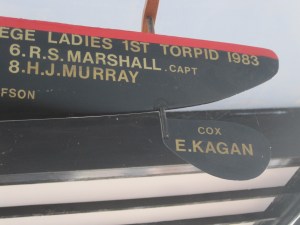 EGE LADIES 1ST TORPID 1983
6.R.S.MARSHALL.CAPT
8.H.J.MURRAY
FSON
COX
E.KAGAN